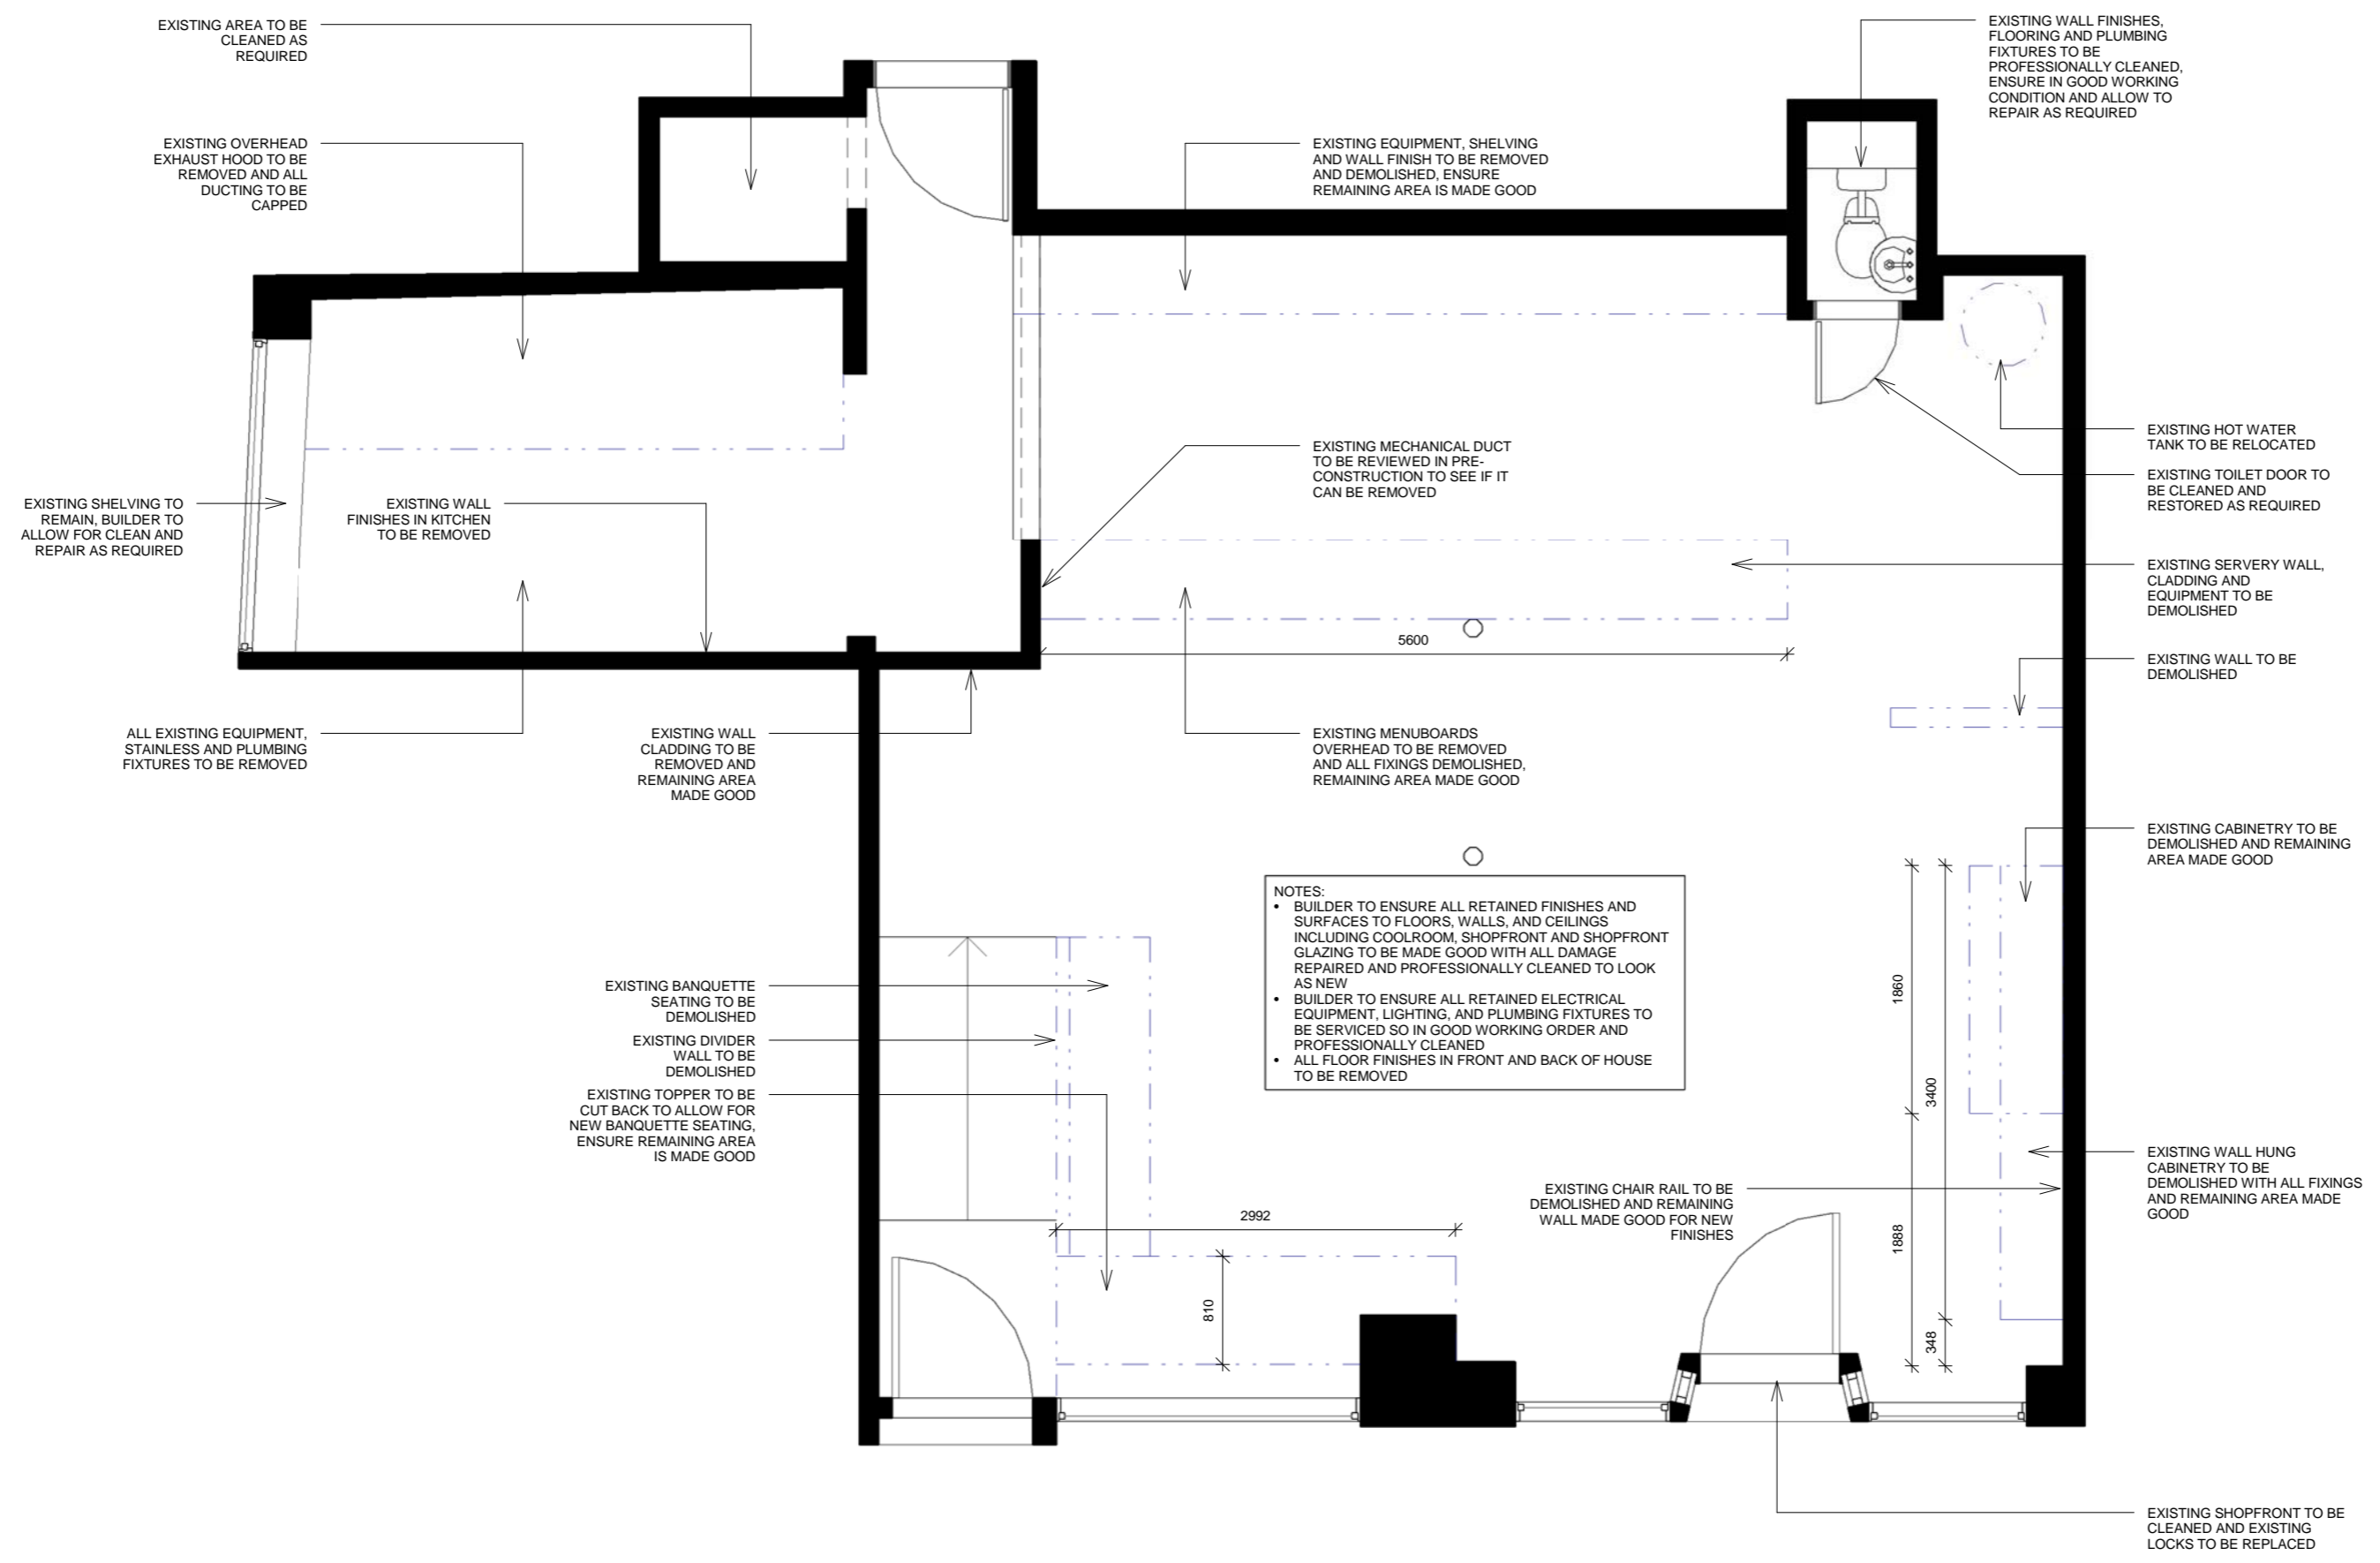 EXISTING AREA TO BE
CLEANED AS
REQUIRED
EXISTING OVERHEAD
EXHAUST HOOD TO BE
REMOVED AND ALL
DUCTING TO BE
CAPPED
EXISTING SHELVING TO
REMAIN, BUILDER TO
ALLOW FOR CLEAN AND
REPAIR AS REQUIRED
EXISTING WALL
FINISHES IN KITCHEN
TO BE REMOVED
ALL EXISTING EQUIPMENT,
STAINLESS AND PLUMBING
FIXTURES TO BE REMOVED
EXISTING WALL
CLADDING TO BE
REMOVED AND
REMAINING AREA
MADE GOOD
EXISTING BANQUETTE
SEATING TO BE
DEMOLISHED
EXISTING DIVIDER
WALL TO BE
DEMOLISHED
EXISTING TOPPER TO BE
CUT BACK TO ALLOW FOR
NEW BANQUETTE SEATING,
ENSURE REMAINING AREA
IS MADE GOOD
EXISTING EQUIPMENT, SHELVING
AND WALL FINISH TO BE REMOVED
AND DEMOLISHED, ENSURE
REMAINING AREA IS MADE GOOD
EXISTING MECHANICAL DUCT
TO BE REVIEWED IN PRE-
CONSTRUCTION TO SEE IF IT
CAN BE REMOVED
5600
EXISTING MENUBOARDS
OVERHEAD TO BE REMOVED
AND ALL FIXINGS DEMOLISHED,
REMAINING AREA MADE GOOD
NOTES:
• BUILDER TO ENSURE ALL RETAINED FINISHES AND
SURFACES TO FLOORS, WALLS, AND CEILINGS
INCLUDING COOLROOM, SHOPFRONT AND SHOPFRONT
GLAZING TO BE MADE GOOD WITH ALL DAMAGE
REPAIRED AND PROFESSIONALLY CLEANED TO LOOK
AS NEW
• BUILDER TO ENSURE ALL RETAINED ELECTRICAL
EQUIPMENT, LIGHTING, AND PLUMBING FIXTURES TO
BE SERVICED SO IN GOOD WORKING ORDER AND
PROFESSIONALLY CLEANED
• ALL FLOOR FINISHES IN FRONT AND BACK OF HOUSE
TO BE REMOVED
EXISTING CHAIR RAIL TO BE
DEMOLISHED AND REMAINING
WALL MADE GOOD FOR NEW
FINISHES
2992
810
1860
3400
1888
348
EXISTING WALL FINISHES,
FLOORING AND PLUMBING
FIXTURES TO BE
PROFESSIONALLY CLEANED,
ENSURE IN GOOD WORKING
CONDITION AND ALLOW TO
REPAIR AS REQUIRED
EXISTING HOT WATER
TANK TO BE RELOCATED
EXISTING TOILET DOOR TO
BE CLEANED AND
RESTORED AS REQUIRED
EXISTING SERVERY WALL,
CLADDING AND
EQUIPMENT TO BE
DEMOLISHED
EXISTING WALL TO BE
DEMOLISHED
EXISTING CABINETRY TO BE
DEMOLISHED AND REMAINING
AREA MADE GOOD
EXISTING WALL HUNG
CABINETRY TO BE
DEMOLISHED WITH ALL FIXINGS
AND REMAINING AREA MADE
GOOD
EXISTING SHOPFRONT TO BE
CLEANED AND EXISTING
LOCKS TO BE REPLACED